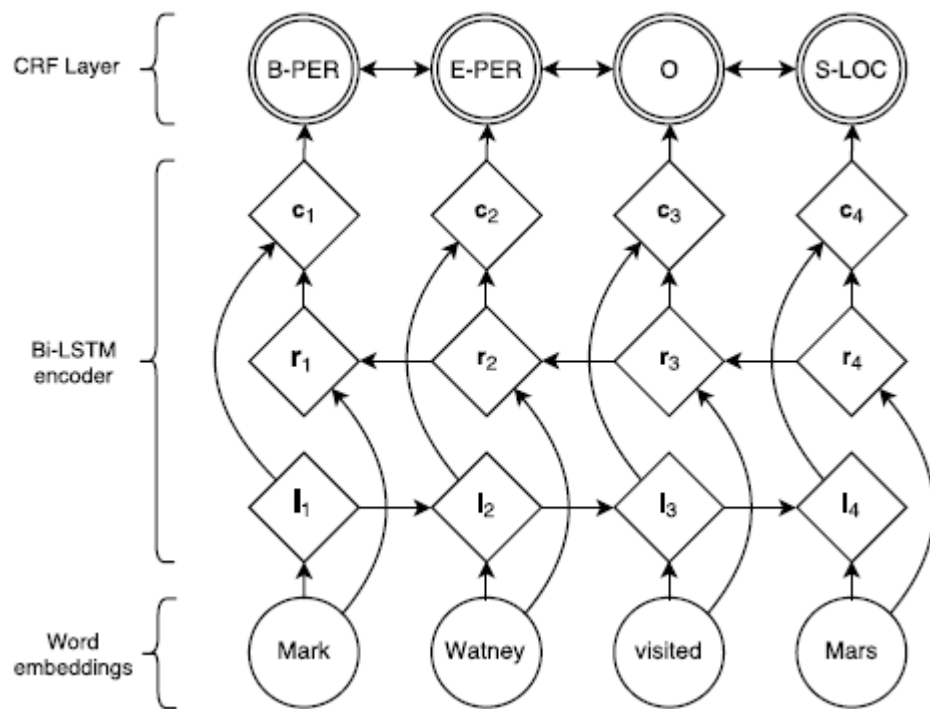 CRF Layer
B-PER
E-PER
O
S-LOC
c₁
c₂
c₃
c₄
Bi-LSTM
encoder
r₁
r₂
r₃
r₄
l₁
l₂
l₃
l₄
Word
embeddings
Mark
Watney
visited
Mars